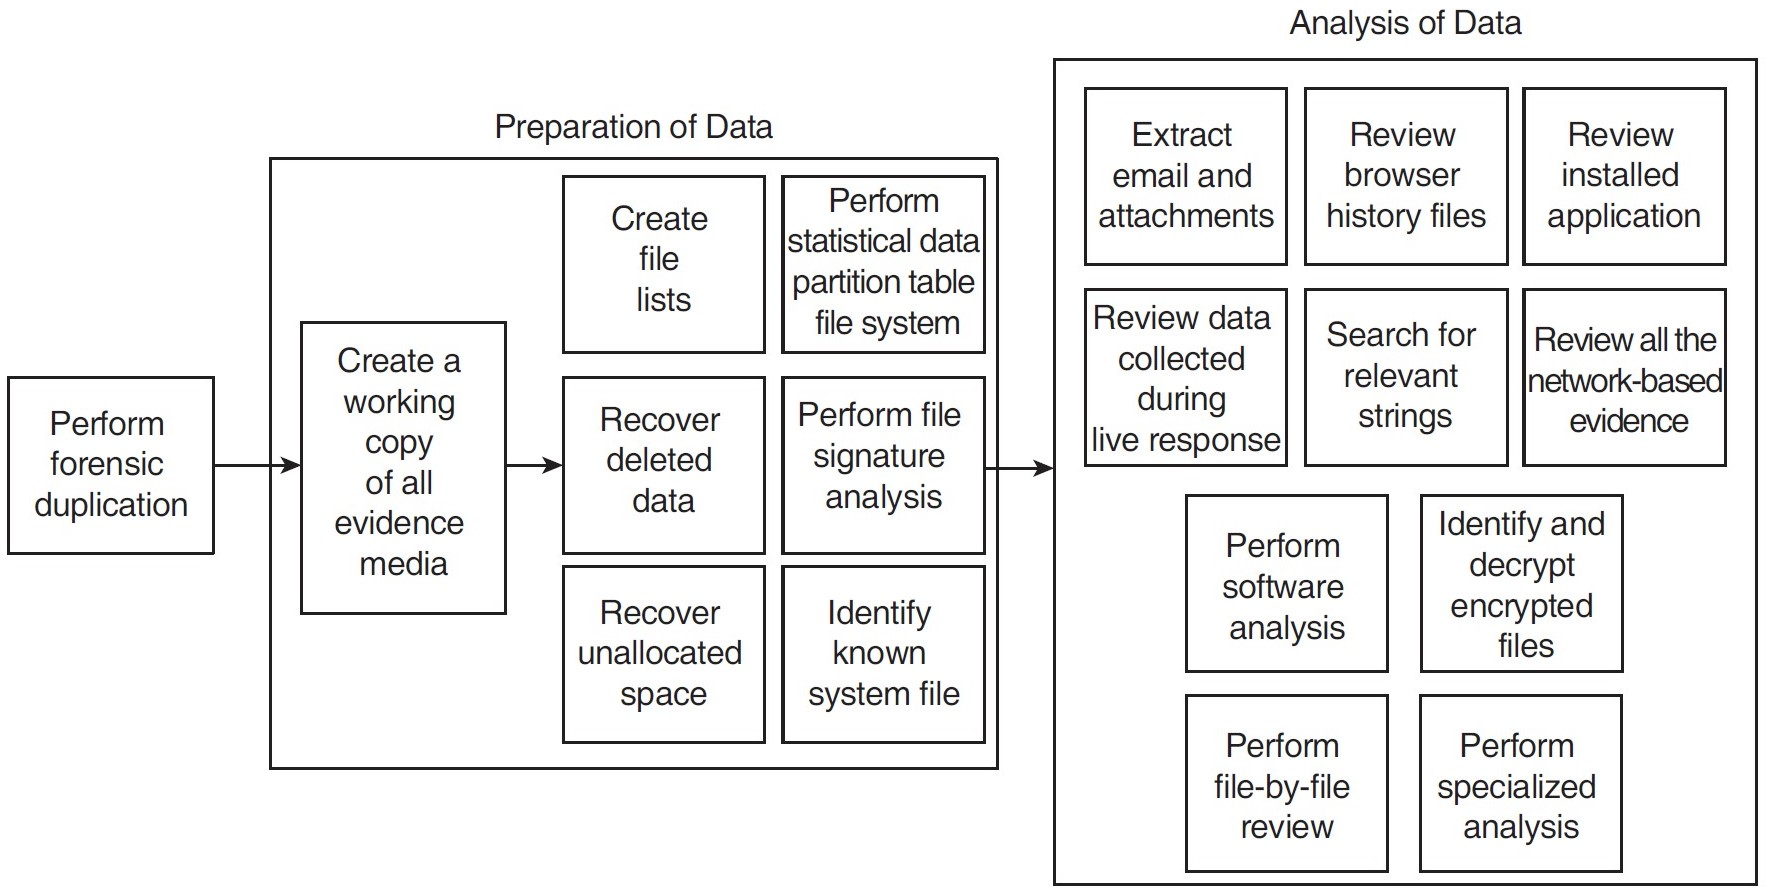 Analysis of Data
Preparation of Data
Perform
forensic
duplication
Create a
working
copy
of all
evidence
media
Create
file
lists
Perform
statistical data
partition table
file system
Recover
deleted
data
Perform file
signature
analysis
Recover
unallocated
space
Identify
known
system file
Extract
email and
attachments
Review
browser
history files
Review
installed
application
Review data
collected
during
live response
Search for
relevant
strings
Review all the
network-based
evidence
Perform
software
analysis
Identify and
decrypt
encrypted
files
Perform
file-by-file
review
Perform
specialized
analysis